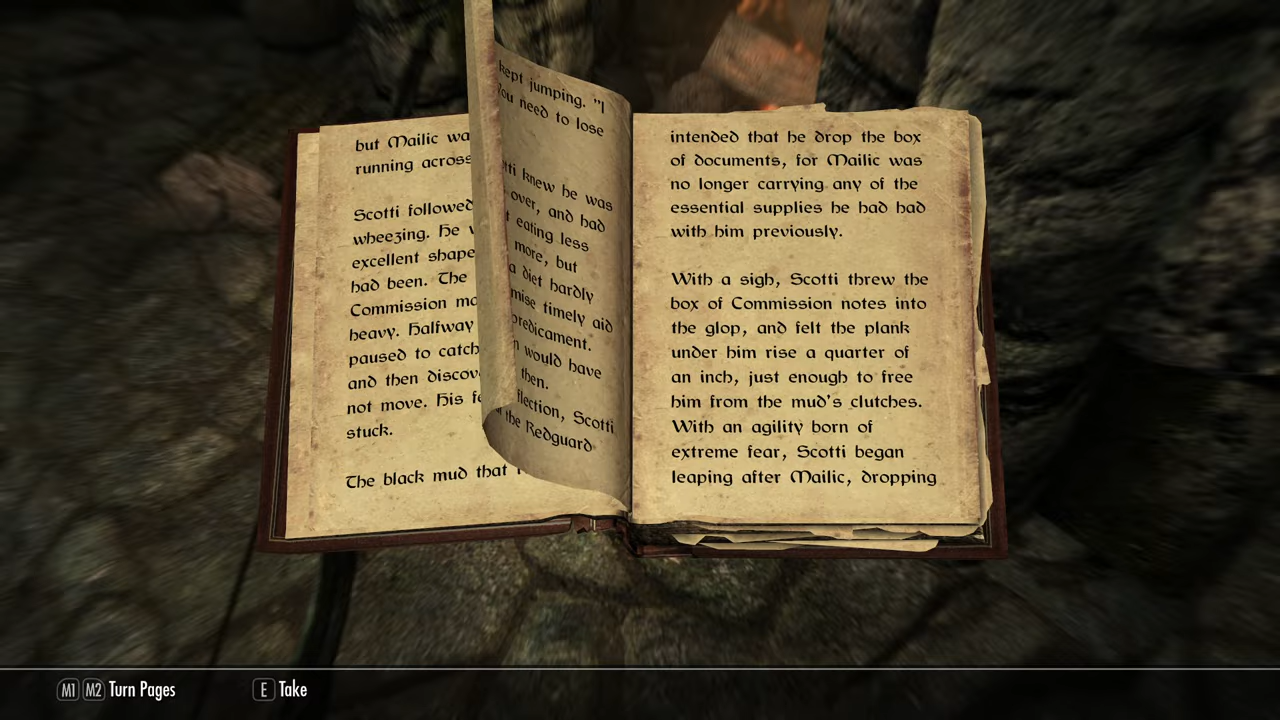 but Mailic wa
running across
Scotti followed
wheezing. He
excellent shape
had been. The
Commission ma
heavy. Halfway
paused to catch
and then discov
not move. His fe
stuck.
The black mud that
kept jumping. "I
You need to lose
tti knew he was
over, and had
eating less
more, but
a diet hardly
mise timely aid
predicament.
would have
then.
flection, Scotti
the Redguard
intended that he drop the box
of documents, for Mailic was
no longer carrying any of the
essential supplies he had had
with him previously.
With a sigh, Scotti threw the
box of Commission notes into
the glop, and felt the plank
under him rise a quarter of
an inch, just enough to free
him from the mud's clutches.
With an agility born of
extreme fear, Scotti began
leaping after Mailic, dropping
M1 M2 Turn Pages
E Take